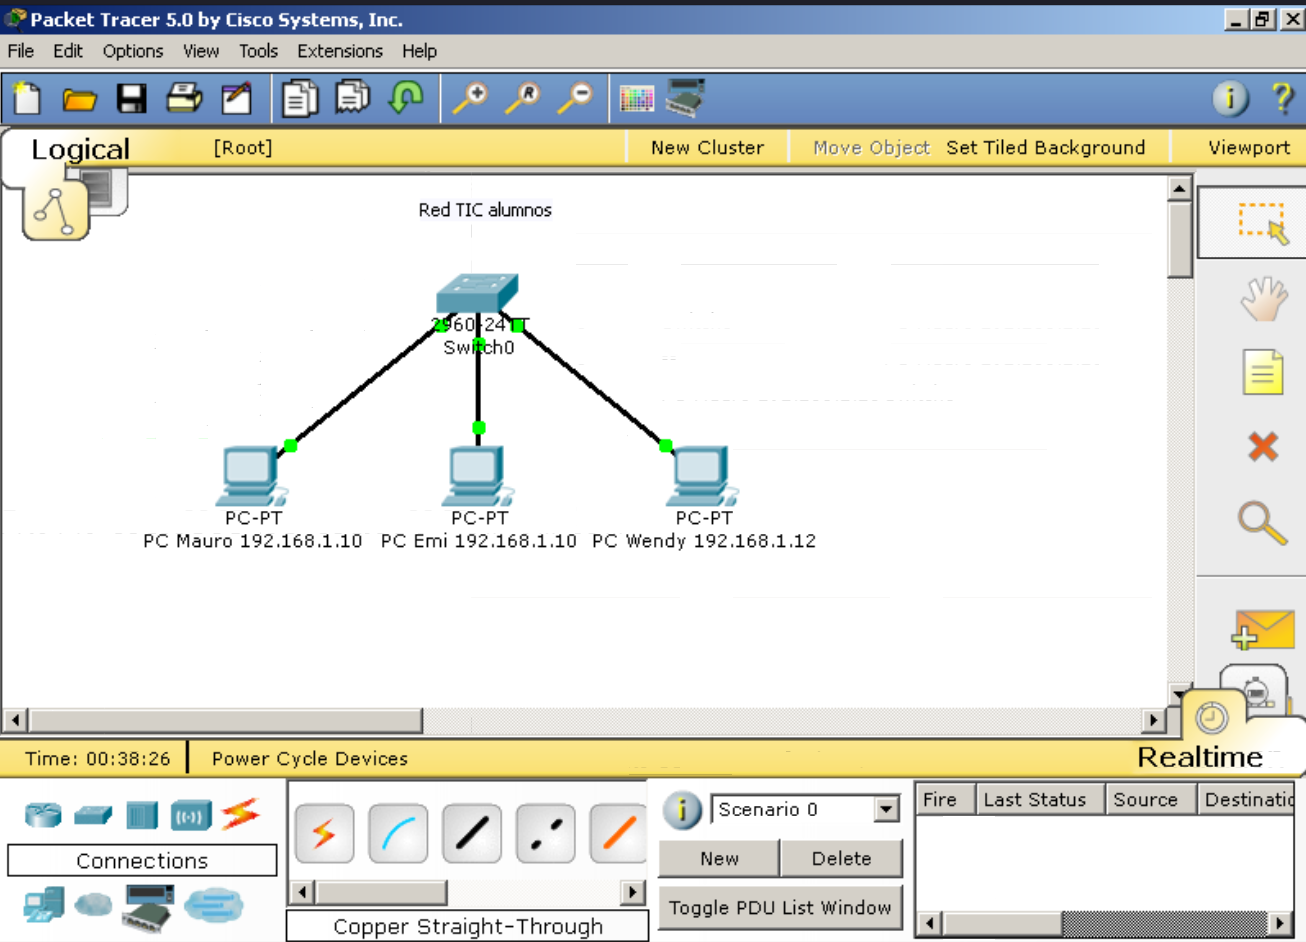 Packet Tracer 5.0 by Cisco Systems, Inc.
File Edit Options View Tools Extensions Help
Logical [Root] New Cluster Move Object Set Tiled Background Viewport
Red TIC alumnos
2960-24TT
Switch0
PC-PT PC-PT PC-PT
PC Mauro 192.168.1.10 PC Emi 192.168.1.10 PC Wendy 192.168.1.12
Time: 00:38:26 Power Cycle Devices Realtime
Connections
Copper Straight-Through
Scenario 0
New Delete
Toggle PDU List Window
Fire Last Status Source Destinatio